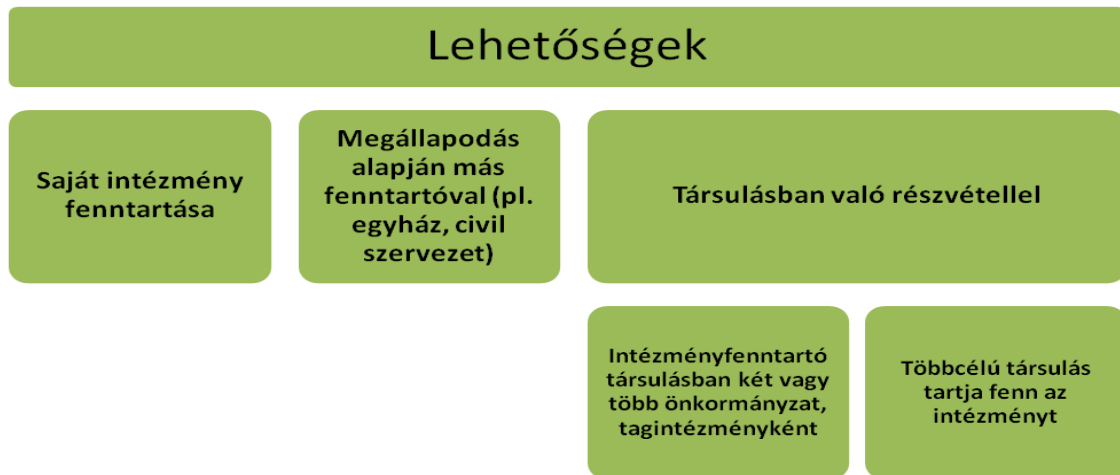 Lehetőségek
Saját intézmény
fenntartása
Megállapodás
alapján más
fenntartóval (pl.
egyház, civil
szervezet)
Társulásban való részvétellel
Intézményfenntartó
társulásban két vagy
több önkormányzat,
tagintézményként
Többcélú társulás
tartja fenn az
intézményt